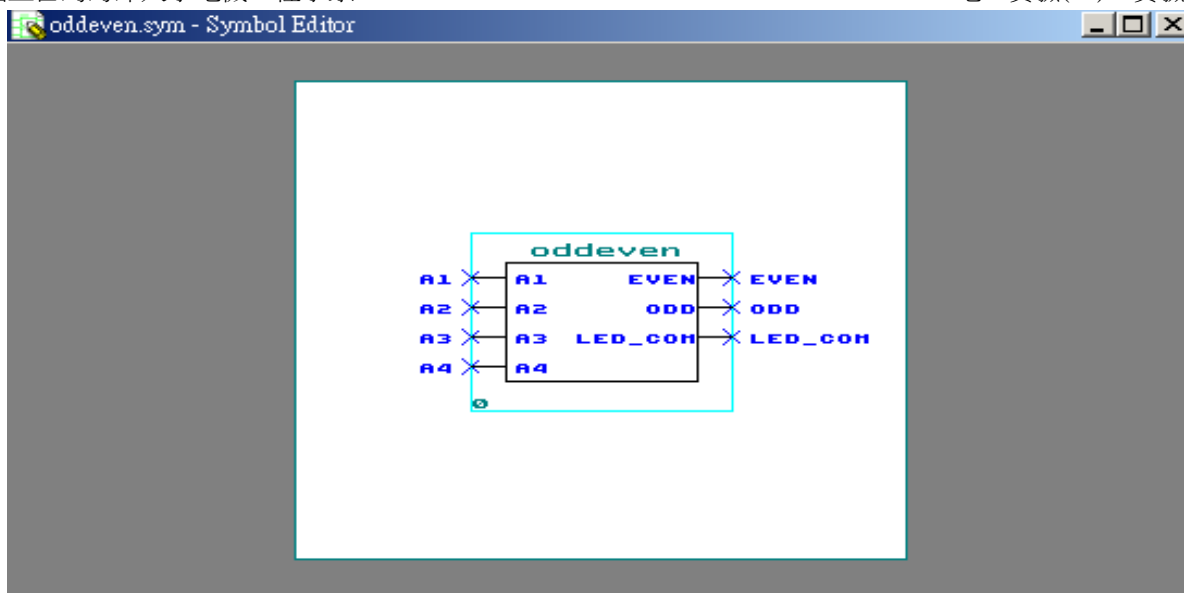 oddeven.sym - Symbol Editor
oddeven
A1 A1 EVEN EVEN
A2 A2 ODD ODD
A3 A3 LED_COM LED_COM
A4 A4
0